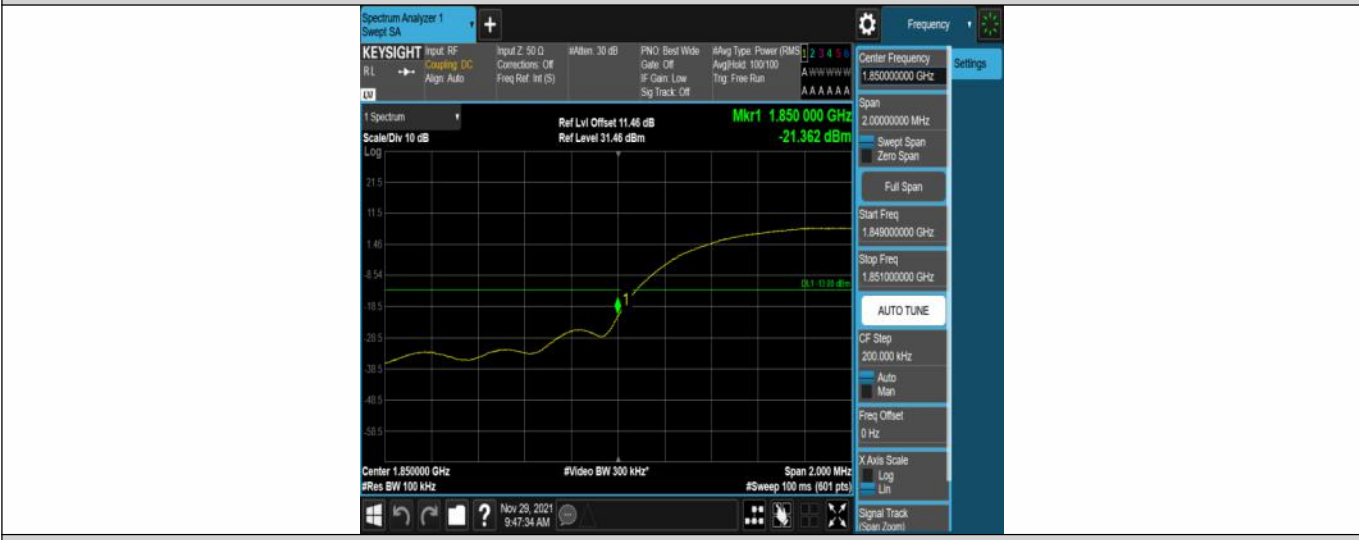 Spectrum Analyzer 1
Swept SA
+
Frequency
KEYSIGHT
RL
Input: RF
Coupling: DC
Align: Auto
Input Z: 50 Ω
Corrections: Off
Freq Ref: Int (S)
#Atten: 30 dB
PNO: Best Wide
Gate: Off
IF Gain: Low
Sig Track: Off
#Avg Type: Power (RMS
Avg|Hold: 100/100
Trig: Free Run
1 2 3 4 5 6
A W W W W W
A A A A A A
LXI
1 Spectrum
Scale/Div 10 dB
Log
Ref Lvl Offset 11.46 dB
Ref Level 31.46 dBm
Mkr1 1.850 000 GHz
-21.362 dBm
21.5
11.5
1.46
-8.54
-18.5
-28.5
-38.5
-48.5
-58.5
DL1 -13.00 dBm
1
Center 1.850000 GHz
#Res BW 100 kHz
#Video BW 300 kHz*
Span 2.000 MHz
#Sweep 100 ms (601 pts)
Center Frequency
1.850000000 GHz
Settings
Span
2.00000000 MHz
Swept Span
Zero Span
Full Span
Start Freq
1.849000000 GHz
Stop Freq
1.851000000 GHz
AUTO TUNE
CF Step
200.000 kHz
Auto
Man
Freq Offset
0 Hz
X Axis Scale
Log
Lin
Signal Track
(Span Zoom)
?
Nov 29, 2021
9:47:34 AM